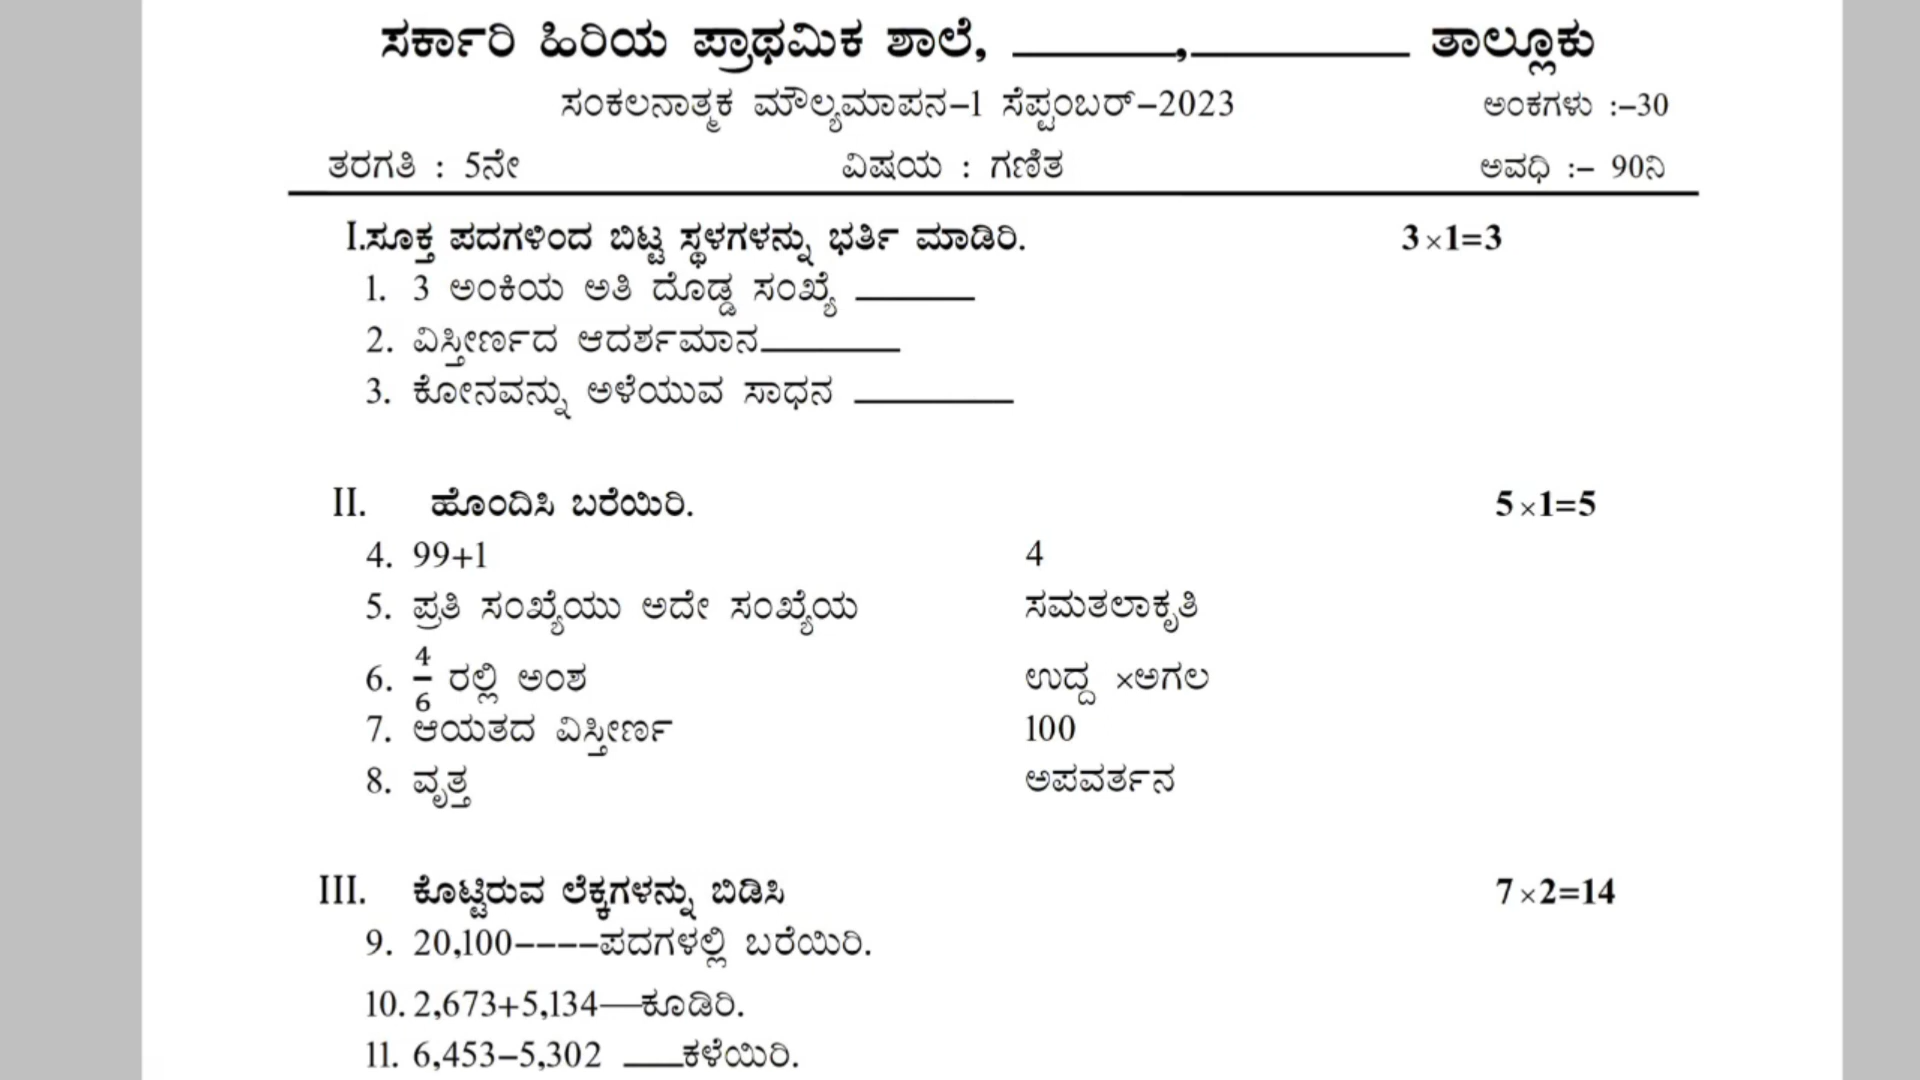 ಸರ್ಕಾರಿ ಹಿರಿಯ ಪ್ರಾಥಮಿಕ ಶಾಲೆ, ________,___________ ತಾಲ್ಲೂಕು
ಸಂಕಲನಾತ್ಮಕ ಮೌಲ್ಯಮಾಪನ–1 ಸೆಪ್ಟಂಬರ್–2023 ಅಂಕಗಳು :–30
ತರಗತಿ : 5ನೇ ವಿಷಯ : ಗಣಿತ ಅವಧಿ :– 90ನಿ
I.ಸೂಕ್ತ ಪದಗಳಿಂದ ಬಿಟ್ಟ ಸ್ಥಳಗಳನ್ನು ಭರ್ತಿ ಮಾಡಿರಿ. 3×1=3
1. 3 ಅಂಕಿಯ ಅತಿ ದೊಡ್ಡ ಸಂಖ್ಯೆ ______
2. ವಿಸ್ತೀರ್ಣದ ಆದರ್ಶಮಾನ_______
3. ಕೋನವನ್ನು ಅಳೆಯುವ ಸಾಧನ ________
II. ಹೊಂದಿಸಿ ಬರೆಯಿರಿ. 5×1=5
4. 99+1 4
5. ಪ್ರತಿ ಸಂಖ್ಯೆಯು ಅದೇ ಸಂಖ್ಯೆಯ ಸಮತಲಾಕೃತಿ
6. 4/6 ರಲ್ಲಿ ಅಂಶ ಉದ್ದ ×ಅಗಲ
7. ಆಯತದ ವಿಸ್ತೀರ್ಣ 100
8. ವೃತ್ತ ಅಪವರ್ತನ
III. ಕೊಟ್ಟಿರುವ ಲೆಕ್ಕಗಳನ್ನು ಬಿಡಿಸಿ 7×2=14
9. 20,100----ಪದಗಳಲ್ಲಿ ಬರೆಯಿರಿ.
10. 2,673+5,134—ಕೂಡಿರಿ.
11. 6,453–5,302 ___ಕಳೆಯಿರಿ.